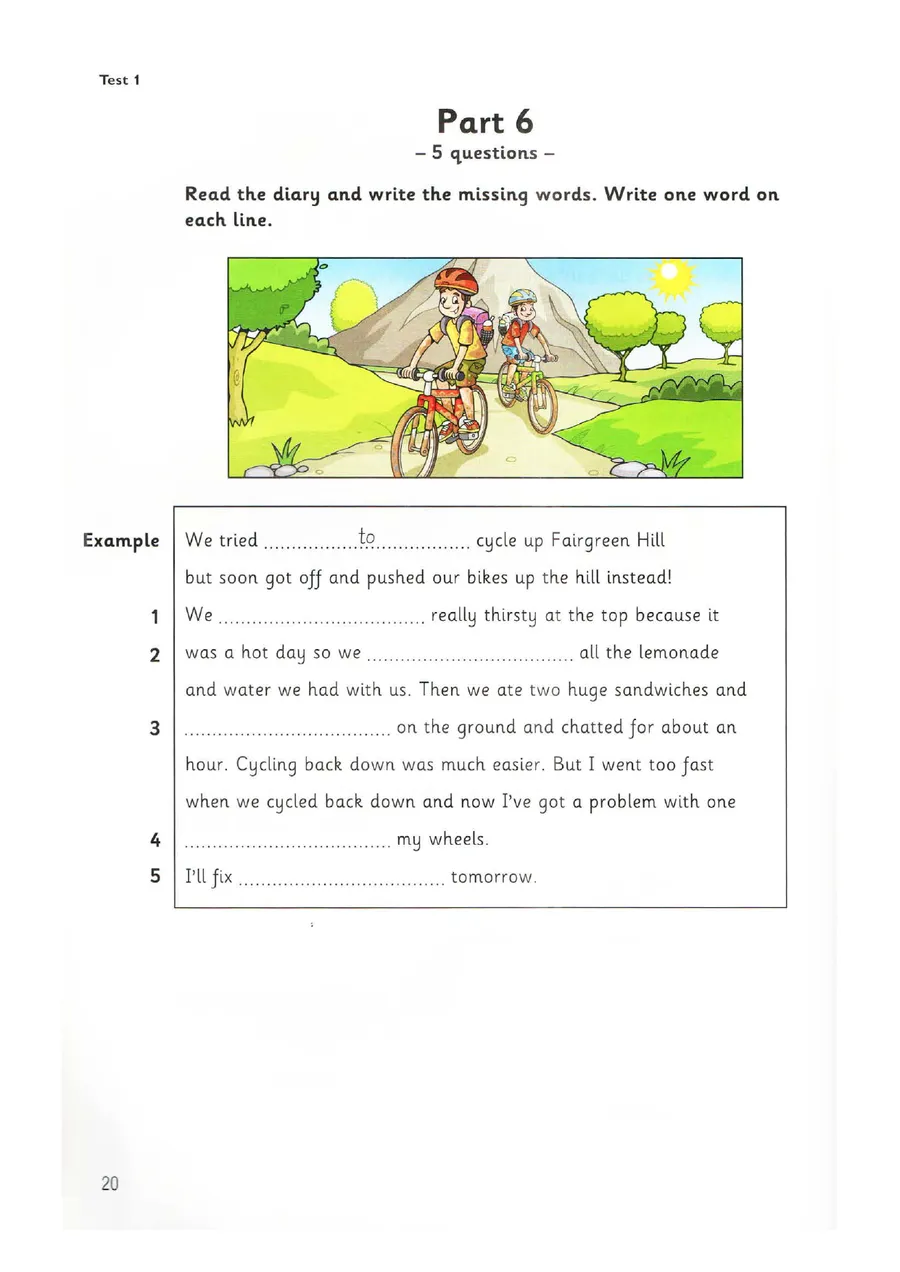 Test 1
Part 6
– 5 questions –
Read the diary and write the missing words. Write one word on
each line.
Example We tried ..................to.................. cycle up Fairgreen Hill
but soon got off and pushed our bikes up the hill instead!
1 We ..................................... really thirsty at the top because it
2 was a hot day so we ..................................... all the lemonade
and water we had with us. Then we ate two huge sandwiches and
3 ..................................... on the ground and chatted for about an
hour. Cycling back down was much easier. But I went too fast
when we cycled back down and now I've got a problem with one
4 ..................................... my wheels.
5 I'll fix ..................................... tomorrow.
20